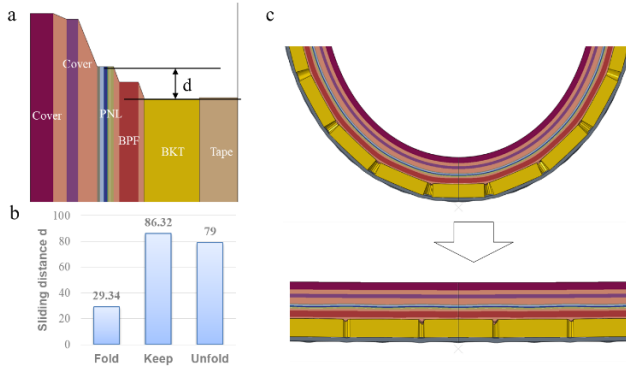 a
c
Cover
Cover
PNL
d
BPF
BKT
Tape
b
Sliding distance d
100
80
60
40
20
0
29.34
86.32
79
Fold
Keep
Unfold